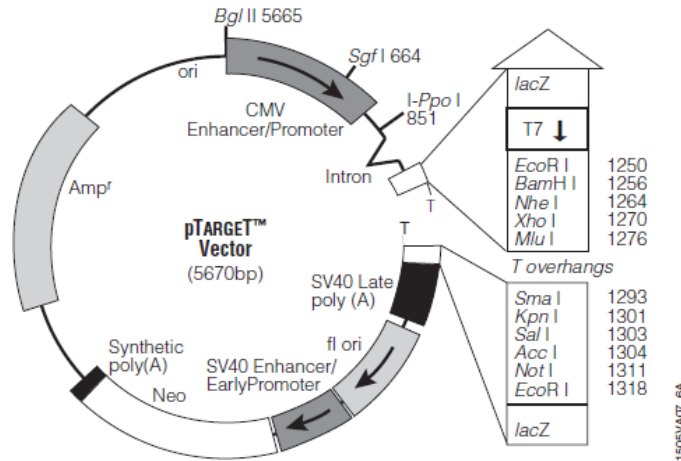 Bgl II 5665
Sgf I 664
I-Ppo I
851
ori
CMV
Enhancer/Promoter
Intron
T
Ampʳ
pTARGET™
Vector
(5670bp)
T
SV40 Late
poly (A)
fl ori
SV40 Enhancer/
EarlyPromoter
Synthetic
poly(A)
Neo
lacZ
T7
EcoR I 1250
BamH I 1256
Nhe I 1264
Xho I 1270
Mlu I 1276
T overhangs
Sma I 1293
Kpn I 1301
Sal I 1303
Acc I 1304
Not I 1311
EcoR I 1318
lacZ
1505VA07_6A